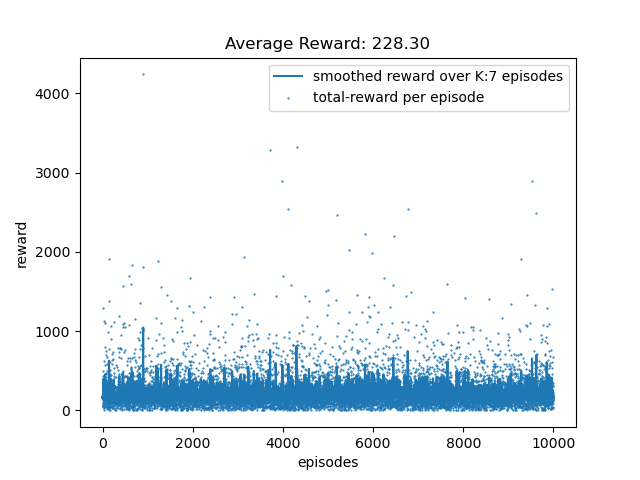 Average Reward: 228.30
smoothed reward over K:7 episodes
total-reward per episode
4000
3000
2000
1000
0
reward
0 2000 4000 6000 8000 10000
episodes